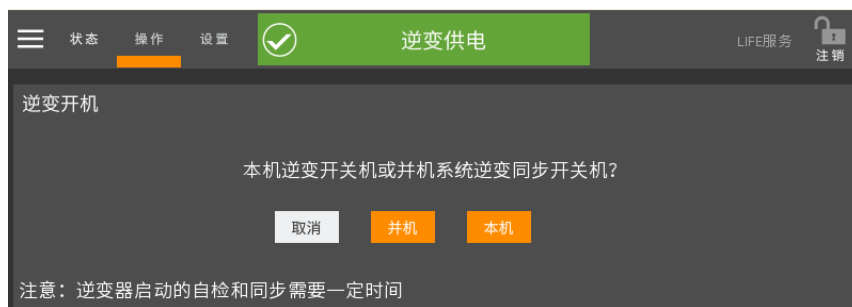 状态 操作 设置 逆变供电 LIFE服务 注销
逆变开机
本机逆变开关机或并机系统逆变同步开关机?
取消 并机 本机
注意：逆变器启动的自检和同步需要一定时间